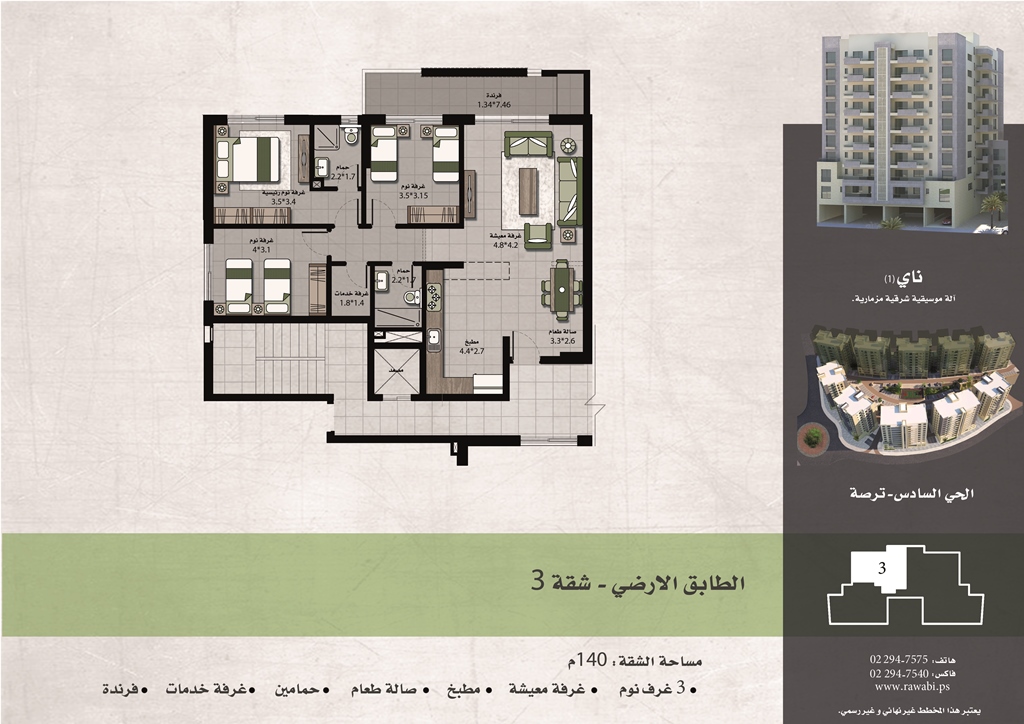 فرندة
1.34*7.46
حمام
2.2*1.7
غرفة نوم رئيسية
3.5*3.4
غرفة نوم
3.5*3.15
غرفة معيشة
4.8*4.2
غرفة نوم
4*3.1
حمام
2.2*1.7
غرفة خدمات
1.8*1.4
صالة طعام
3.3*2.6
مطبخ
4.4*2.7
مصعد
ناي (1)
آلة موسيقية شرقية مزمارية.
الحي السادس-ترصة
3
الطابق الارضي - شقة 3
مساحة الشقة: 140م
• 3 غرف نوم • غرفة معيشة • مطبخ • صالة طعام • حمامين • غرفة خدمات • فرندة
هاتف: 02 294-7575
فاكس: 02 294-7540
www.rawabi.ps
يعتبر هذا المخطط غير نهائي و غير رسمي.